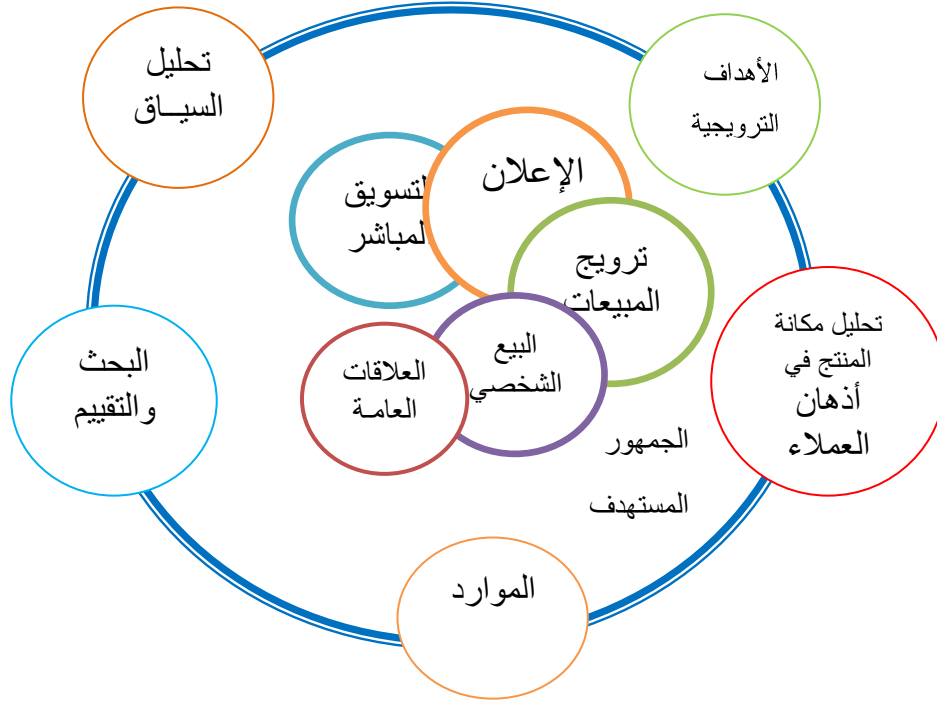 تحليل
السيــاق
الأهداف
الترويجية
الإعلان
التسويق
المباشر
ترويج
المبيعات
البيع
الشخصي
العلاقات
العامـة
تحليل مكانة
المنتج في
أذهان
العملاء
البحث
والتقييم
الجمهور
المستهدف
الموارد